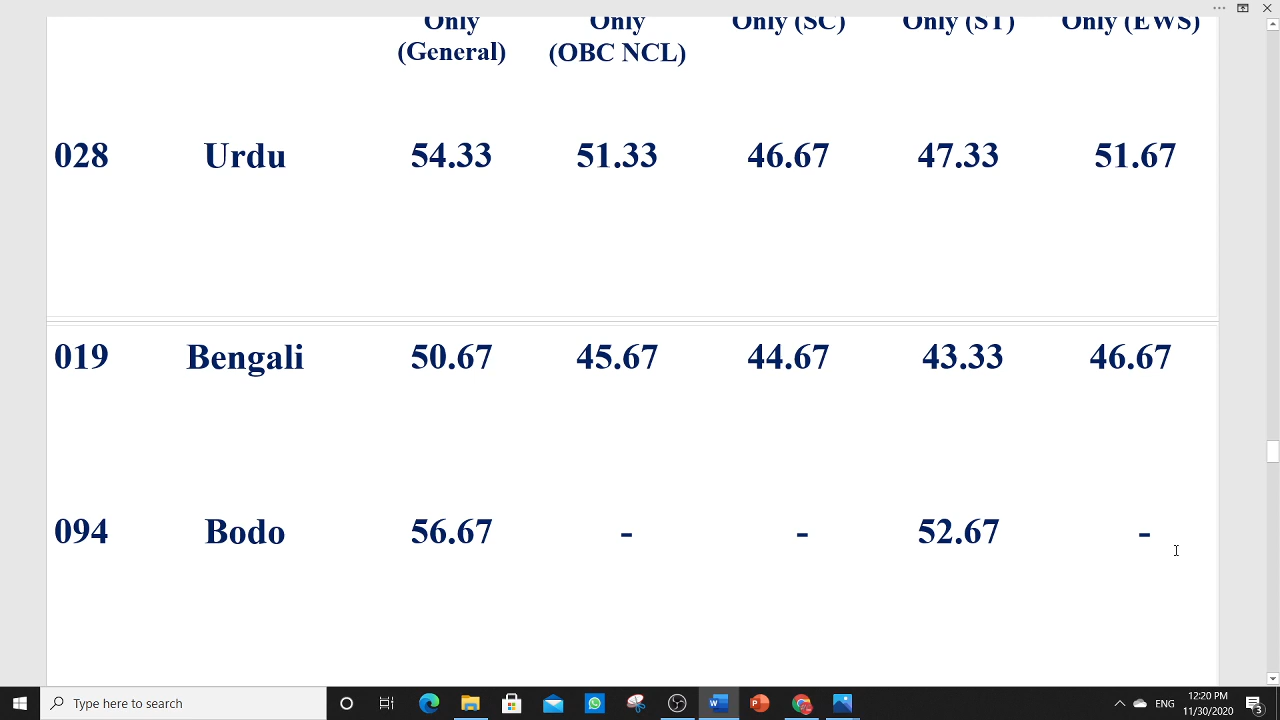 Only Only Only (SC) Only (ST) Only (EWS)
(General) (OBC NCL)
028 Urdu 54.33 51.33 46.67 47.33 51.67
019 Bengali 50.67 45.67 44.67 43.33 46.67
094 Bodo 56.67 - - 52.67 -
Type here to search
ENG
12:20 PM
11/30/2020
3